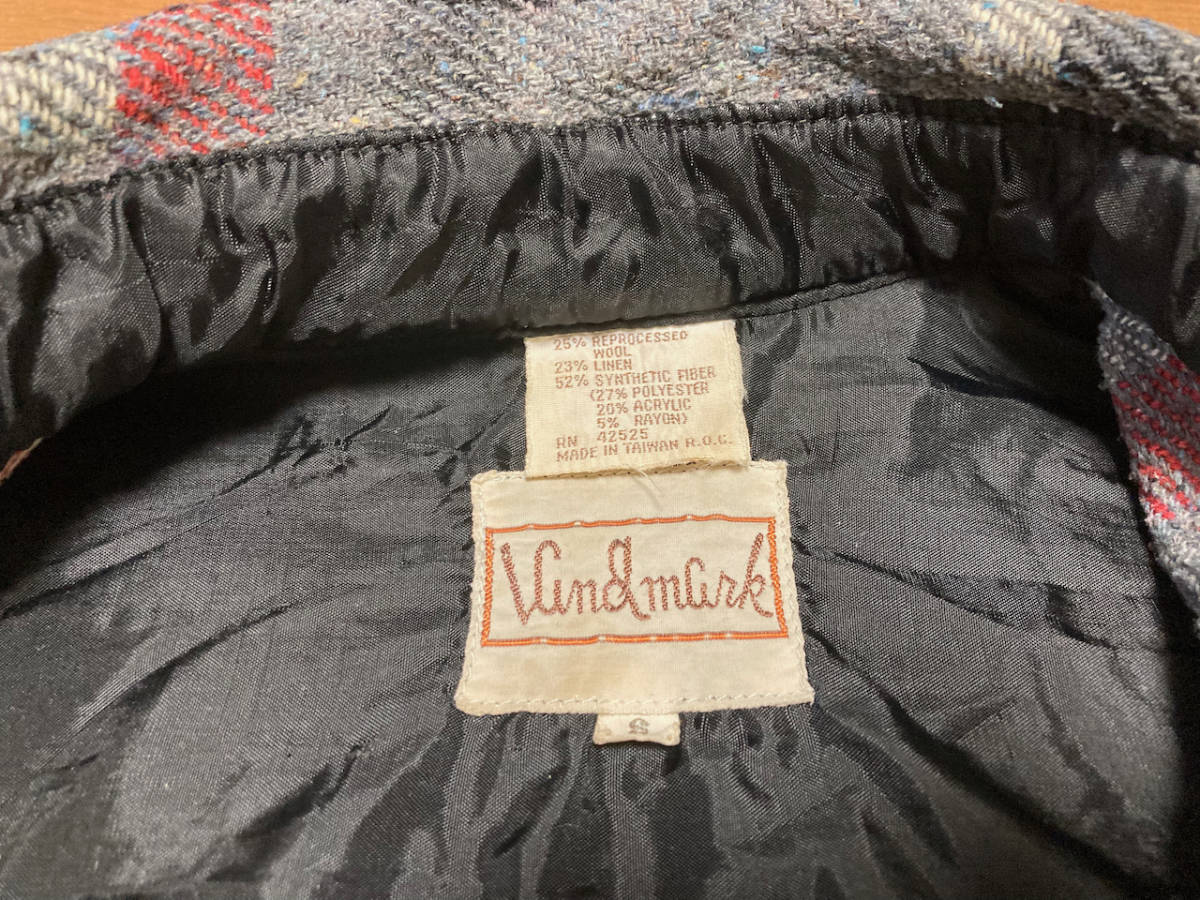 25% REPROCESSED
WOOL
23% LINEN
52% SYNTHETIC FIBER
(27% POLYESTER
20% ACRYLIC
5% RAYON)
RN 42525
MADE IN TAIWAN R.O.C.
Vandmark
S